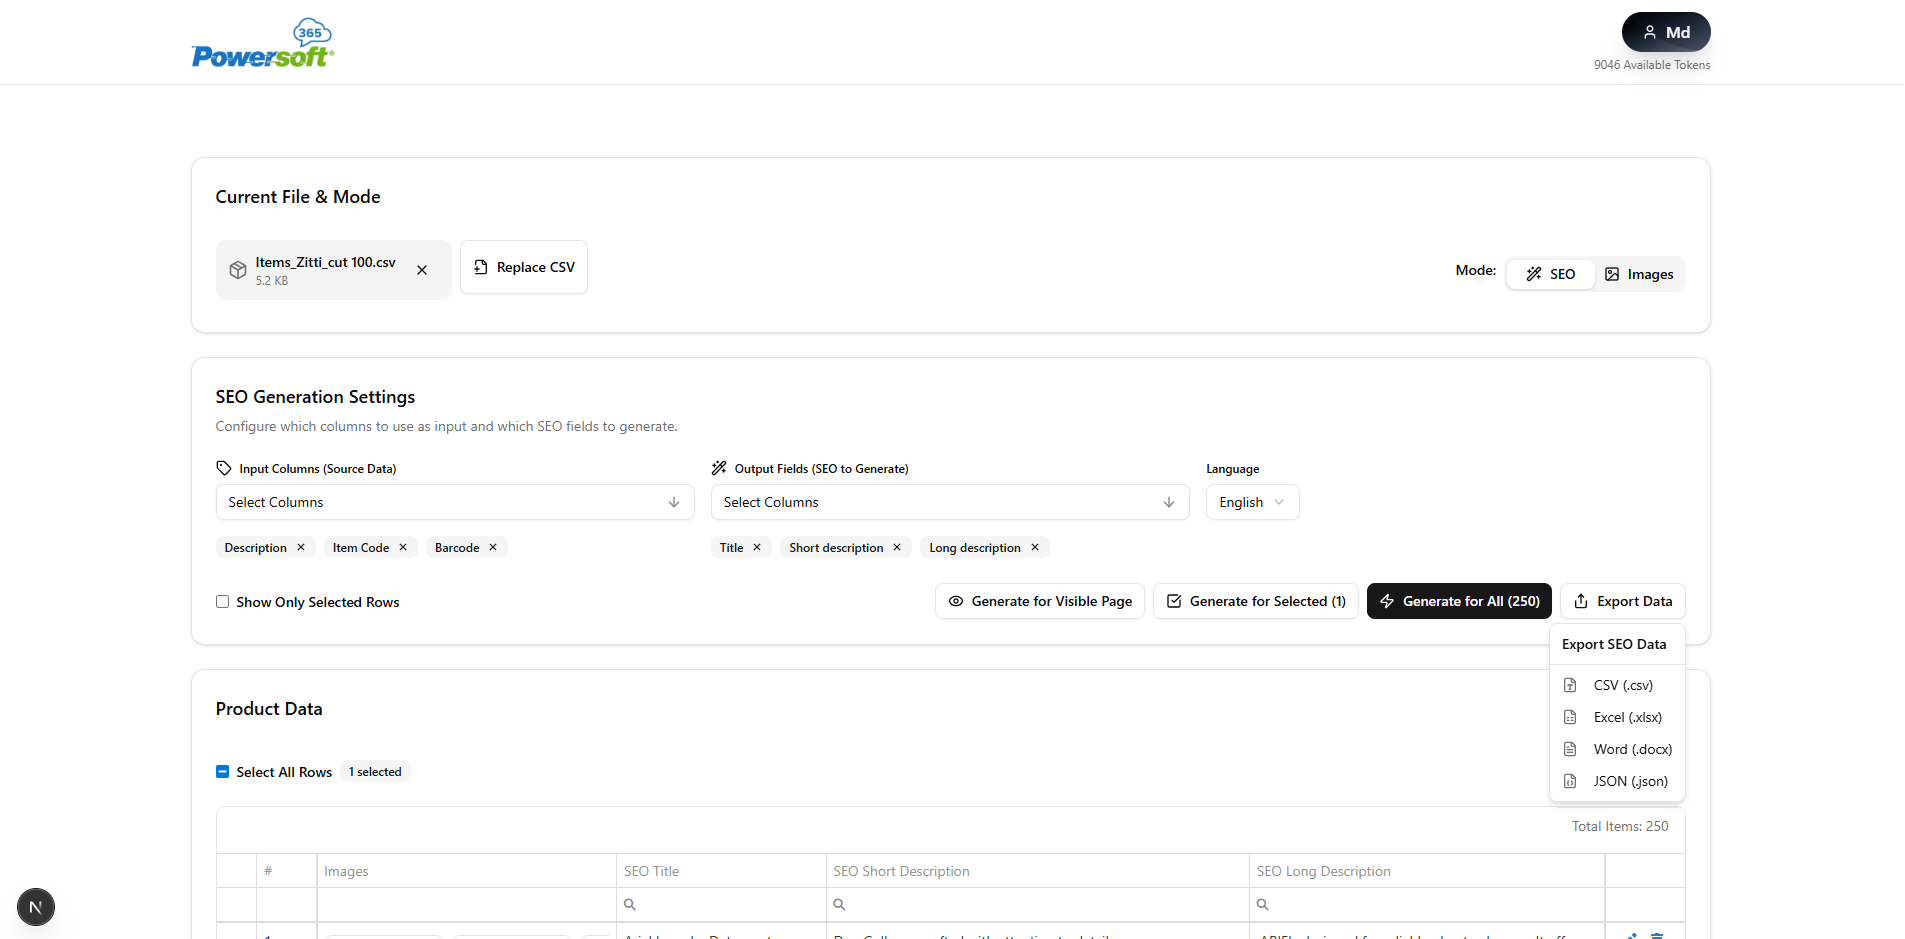 365
Powersoft
Md
9046 Available Tokens
Current File & Mode
Items_Zitti_cut 100.csv
5.2 KB
Replace CSV
Mode:
SEO
Images
SEO Generation Settings
Configure which columns to use as input and which SEO fields to generate.
Input Columns (Source Data)
Output Fields (SEO to Generate)
Language
Select Columns
Select Columns
English
Description
Item Code
Barcode
Title
Short description
Long description
Show Only Selected Rows
Generate for Visible Page
Generate for Selected (1)
Generate for All (250)
Export Data
Export SEO Data
CSV (.csv)
Excel (.xlsx)
Word (.docx)
JSON (.json)
Product Data
Select All Rows
1 selected
Total Items: 250
# Images SEO Title SEO Short Description SEO Long Description
N